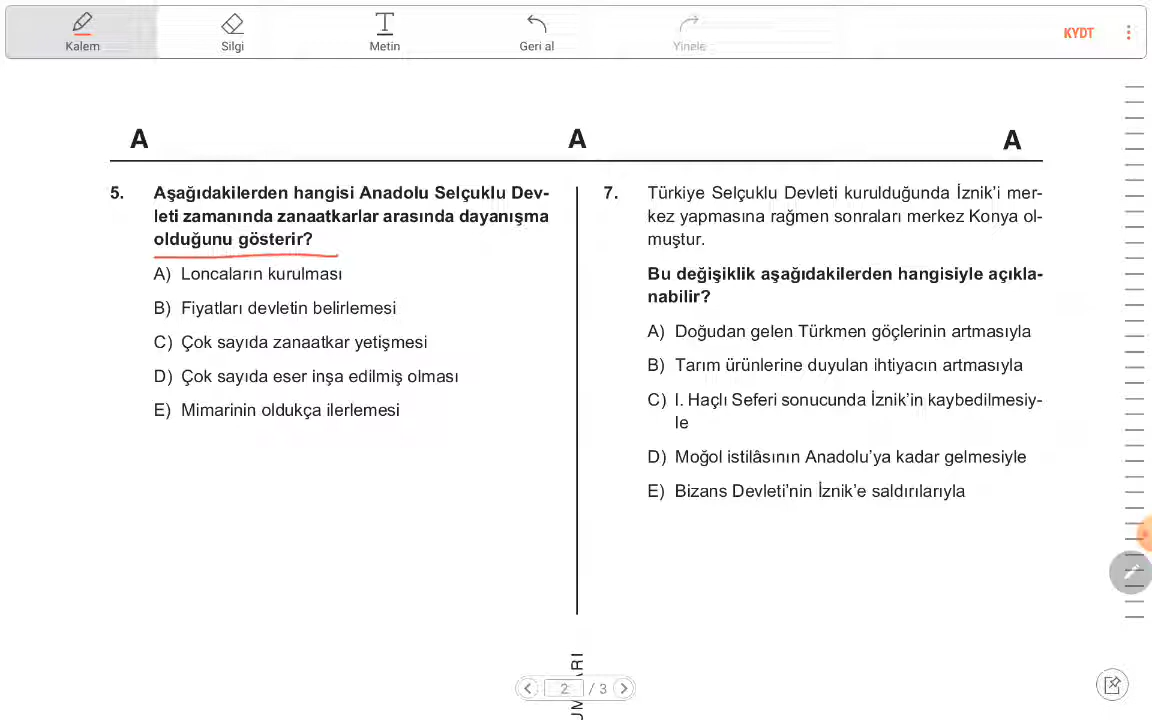 Kalem
Silgi
Metin
Geri al
Yinele
KYDT
A
A
A
5. Aşağıdakilerden hangisi Anadolu Selçuklu Dev-
leti zamanında zanaatkarlar arasında dayanışma
olduğunu gösterir?
A) Loncaların kurulması
B) Fiyatları devletin belirlemesi
C) Çok sayıda zanaatkar yetişmesi
D) Çok sayıda eser inşa edilmiş olması
E) Mimarinin oldukça ilerlemesi
7. Türkiye Selçuklu Devleti kurulduğunda İznik'i mer-
kez yapmasına rağmen sonraları merkez Konya ol-
muştur.
Bu değişiklik aşağıdakilerden hangisiyle açıkla-
nabilir?
A) Doğudan gelen Türkmen göçlerinin artmasıyla
B) Tarım ürünlerine duyulan ihtiyacın artmasıyla
C) I. Haçlı Seferi sonucunda İznik'in kaybedilmesiy-
le
D) Moğol istilâsının Anadolu'ya kadar gelmesiyle
E) Bizans Devleti'nin İznik'e saldırılarıyla
2 / 3